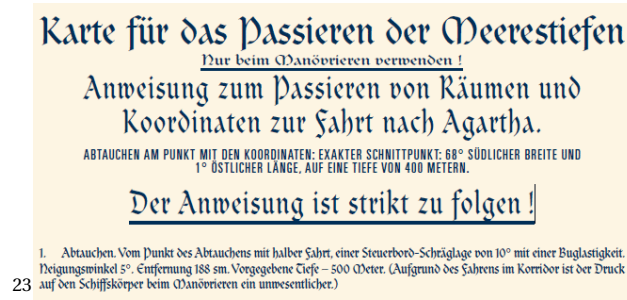 Karte für das Passieren der Meerestiefen
Nur beim Manövrieren verwenden !
Anweisung zum Passieren von Räumen und
Koordinaten zur Fahrt nach Agartha.
ABTAUCHEN AM PUNKT MIT DEN KOORDINATEN: EXAKTER SCHNITTPUNKT: 68° SÜDLICHER BREITE UND
1° ÖSTLICHER LÄNGE, AUF EINE TIEFE VON 400 METERN.
Der Anweisung ist strikt zu folgen !
1. Abtauchen. Vom Punkt des Abtauchens mit halber Fahrt, einer Steuerbord-Schräglage von 10° mit einer Buglastigkeit.
Neigungswinkel 5°. Entfernung 188 sm. Vorgegebene Tiefe – 500 Meter. (Aufgrund des Fahrens im Korridor ist der Druck
23 auf den Schiffskörper beim Manövrieren ein unwesentlicher.)